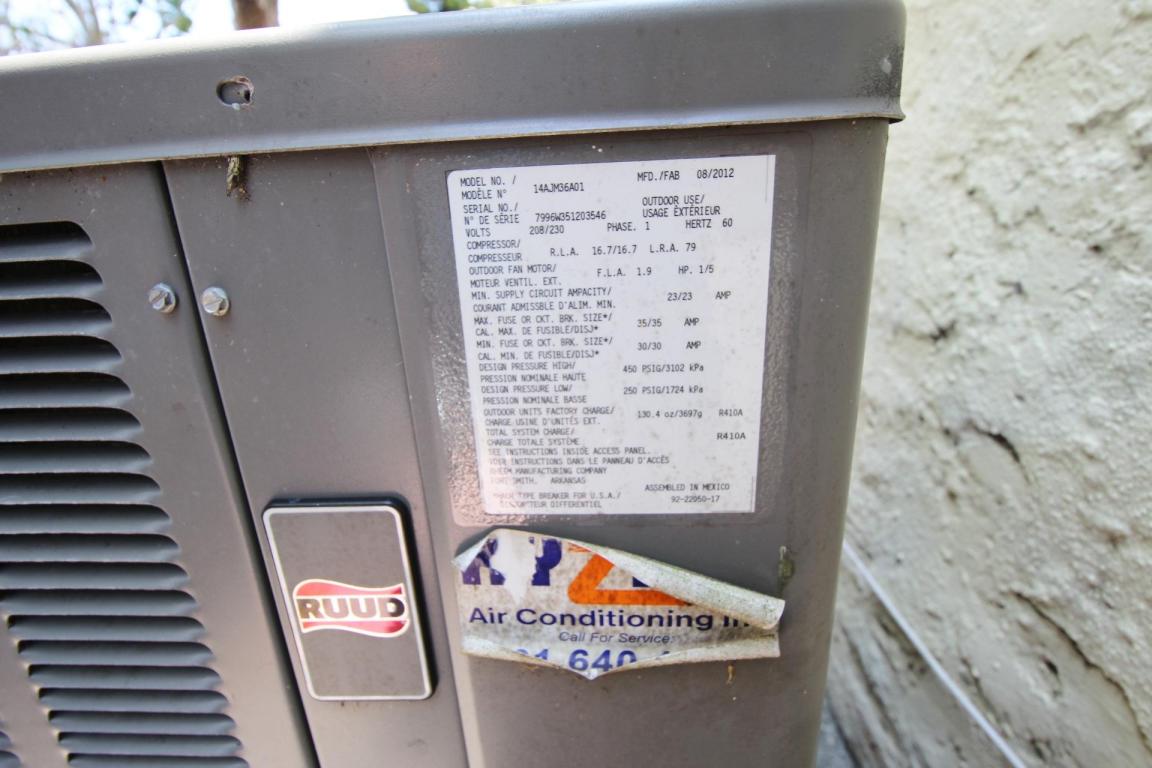 MODEL NO. / MODÈLE N° 14AJM36A01 MFD./FAB 08/2012
SERIAL NO./ N° DE SÉRIE 7996W351203546 OUTDOOR USE/ USAGE EXTÉRIEUR
VOLTS 208/230 PHASE. 1 HERTZ 60
COMPRESSOR/
COMPRESSEUR R.L.A. 16.7/16.7 L.R.A. 79
OUTDOOR FAN MOTOR/ F.L.A. 1.9 HP. 1/5
MOTEUR VENTIL. EXT.
MIN. SUPPLY CIRCUIT AMPACITY/ 23/23 AMP
COURANT ADMISSBLE D'ALIM. MIN.
MAX. FUSE OR CKT. BRK. SIZE*/ 35/35 AMP
CAL. MAX. DE FUSIBLE/DISJ*
MIN. FUSE OR CKT. BRK. SIZE*/ 30/30 AMP
CAL. MIN. DE FUSIBLE/DISJ*
DESIGN PRESSURE HIGH/ 450 PSIG/3102 kPa
PRESSION NOMINALE HAUTE
DESIGN PRESSURE LOW/ 250 PSIG/1724 kPa
PRESSION NOMINALE BASSE
OUTDOOR UNITS FACTORY CHARGE/ 130.4 oz/3697g R410A
CHARGE USINE D'UNITÉS EXT.
TOTAL SYSTEM CHARGE/ R410A
CHARGE TOTALE SYSTÈME
SEE INSTRUCTIONS INSIDE ACCESS PANEL.
VOIR INSTRUCTIONS DANS LE PANNEAU D'ACCÈS
RHEEM MANUFACTURING COMPANY
FORT SMITH, ARKANSAS ASSEMBLED IN MEXICO
TYPE BREAKER FOR U.S.A./ 92-22050-17
DIFFERENTIEL
RUUD
Air Conditioning
Call For Service:
640